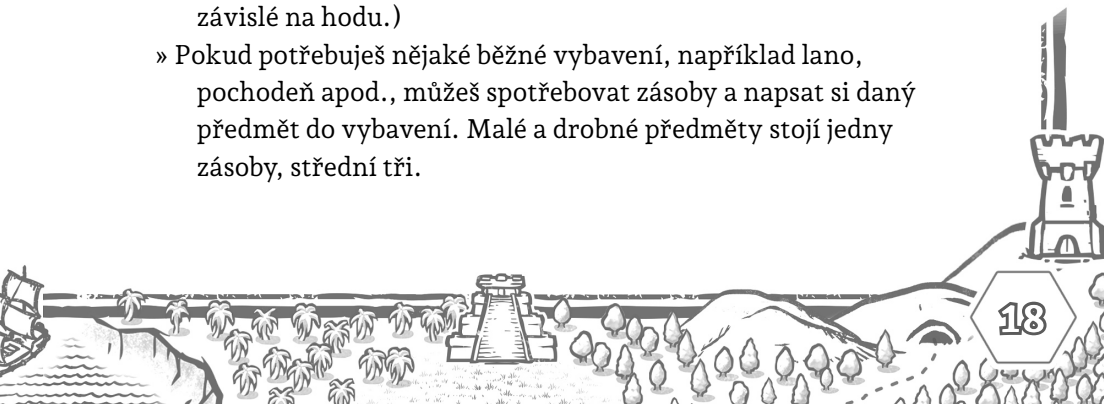 závislé na hodu.)
» Pokud potřebuješ nějaké běžné vybavení, například lano,
pochodeň apod., můžeš spotřebovat zásoby a napsat si daný
předmět do vybavení. Malé a drobné předměty stojí jedny
zásoby, střední tři.
18